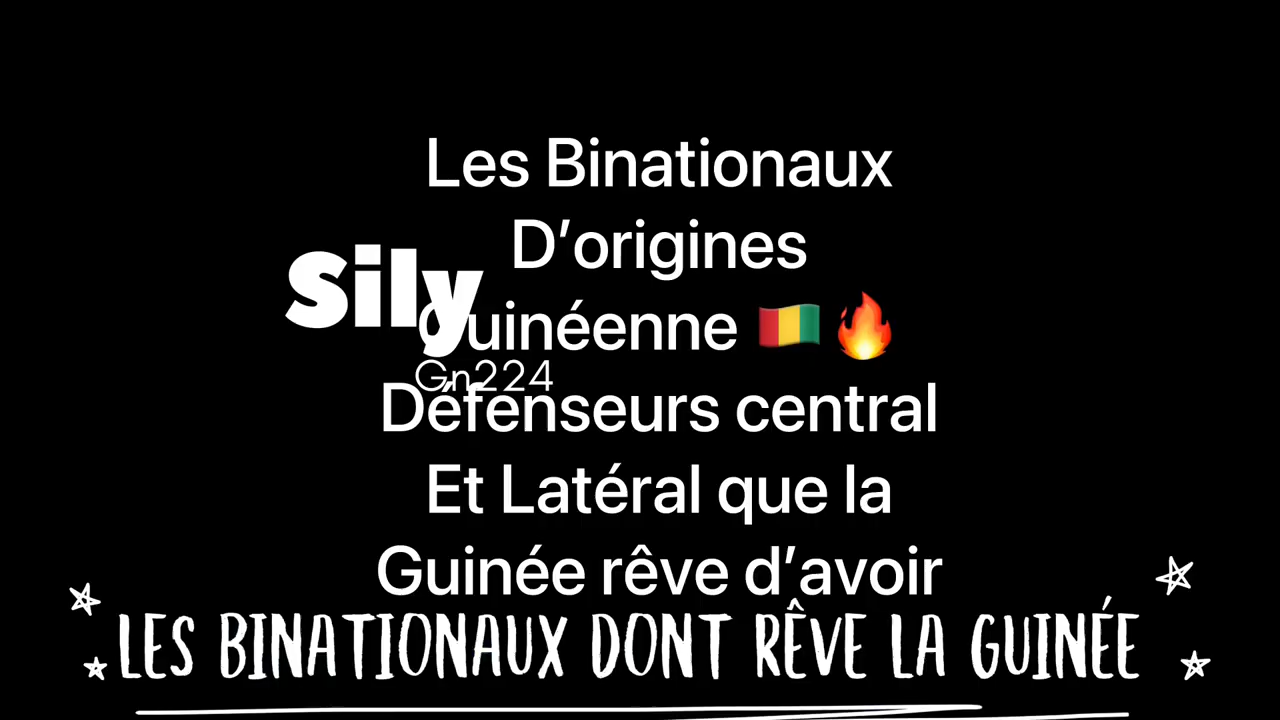 Les Binationaux
D’origines
Sily
Guinéenne 🇬🇳 🔥
Gn224
Défenseurs central
Et Latéral que la
Guinée rêve d’avoir
LES BINATIONAUX DONT RÊVE LA GUINÉE